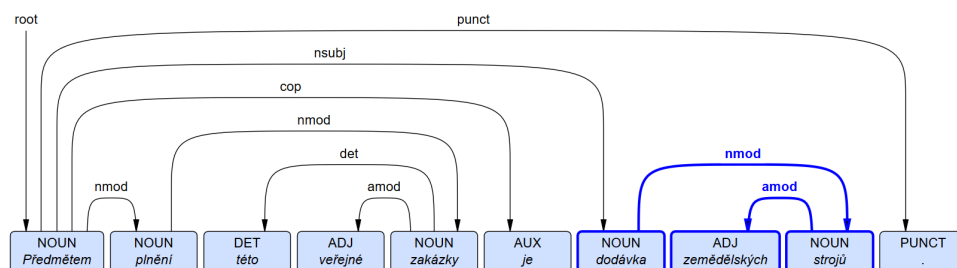 root
punct
nsubj
cop
nmod
det
nmod
nmod amod amod
NOUN NOUN DET ADJ NOUN AUX NOUN ADJ NOUN PUNCT
Předmětem plnění této veřejné zakázky je dodávka zemědělských strojů .